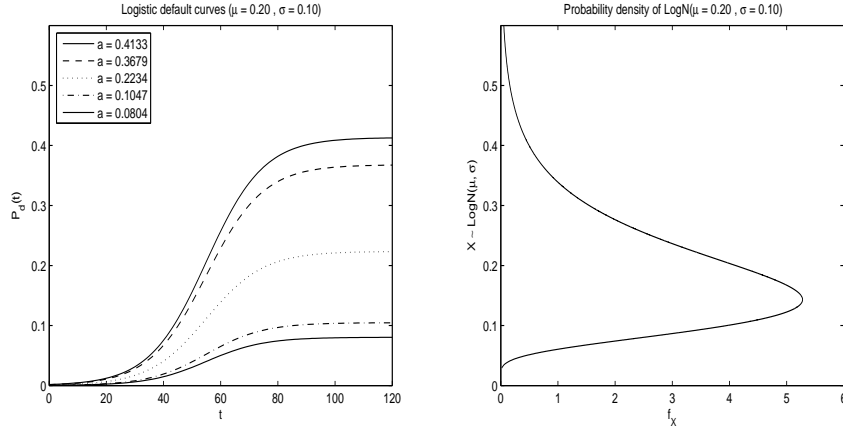 Logistic default curves (μ = 0.20 , σ = 0.10)
a = 0.4133
a = 0.3679
a = 0.2234
a = 0.1047
a = 0.0804
P_d(t)
0.5
0.4
0.3
0.2
0.1
0
0 20 40 60 80 100 120
t
Probability density of LogN(μ = 0.20 , σ = 0.10)
X ~ LogN(μ, σ)
0.5
0.4
0.3
0.2
0.1
0
0 1 2 3 4 5 6
f_X